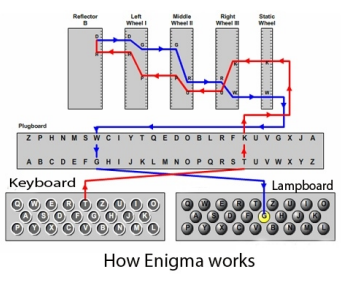 Reflector Left Middle Right Static
B Wheel I Wheel II Wheel III Wheel
Plugboard
Z P H N M S W C I Y T Q E D O B L R F K U V G X J A
A B C D E F G H I J K L M N O P Q R S T U V W X Y Z
Keyboard Lampboard
Q W E R T Z U I O Q W E R T Z U I O
A S D F G H J K A S D F G H J K
P Y X C V B N M L P Y X C V B N M L
How Enigma works